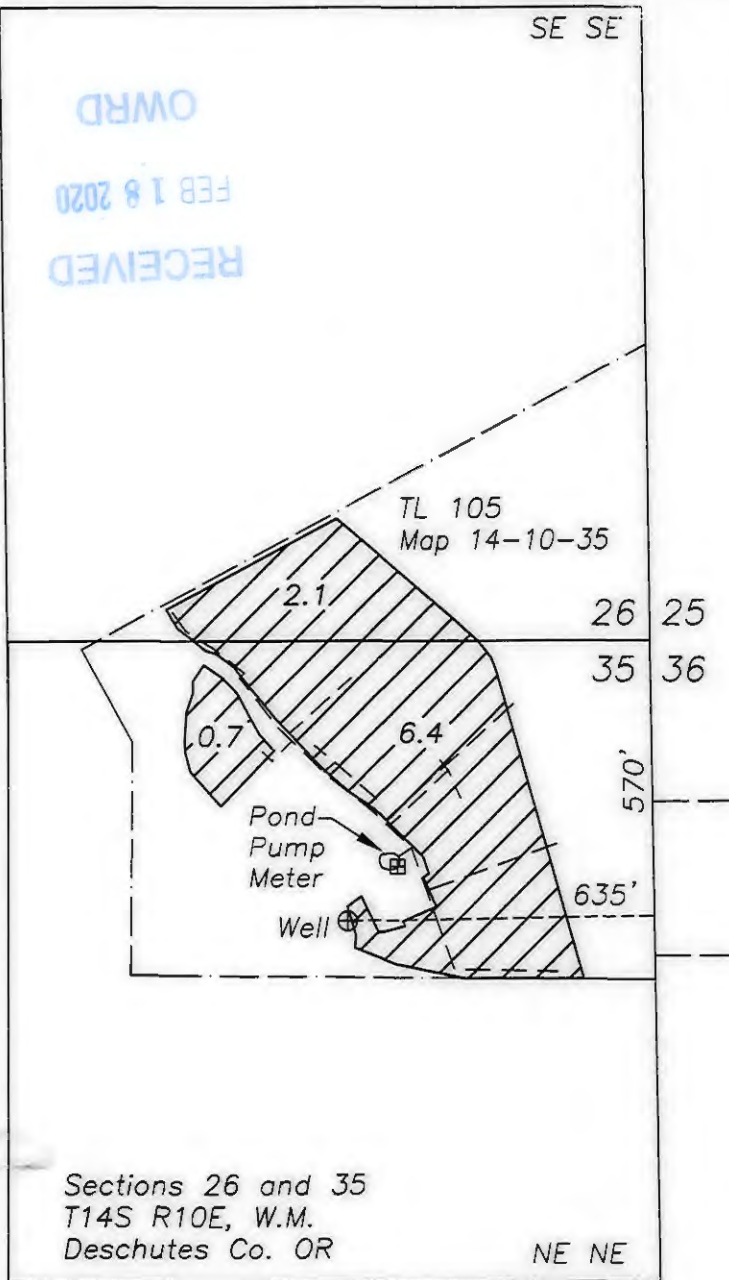 SE SE
RECEIVED
FEB 18 2020
OWRD
TL 105
Map 14-10-35
2.1
26 25
35 36
0.7
6.4
570'
Pond
Pump
Meter
635'
Well
Sections 26 and 35
T14S R10E, W.M.
Deschutes Co. OR
NE NE